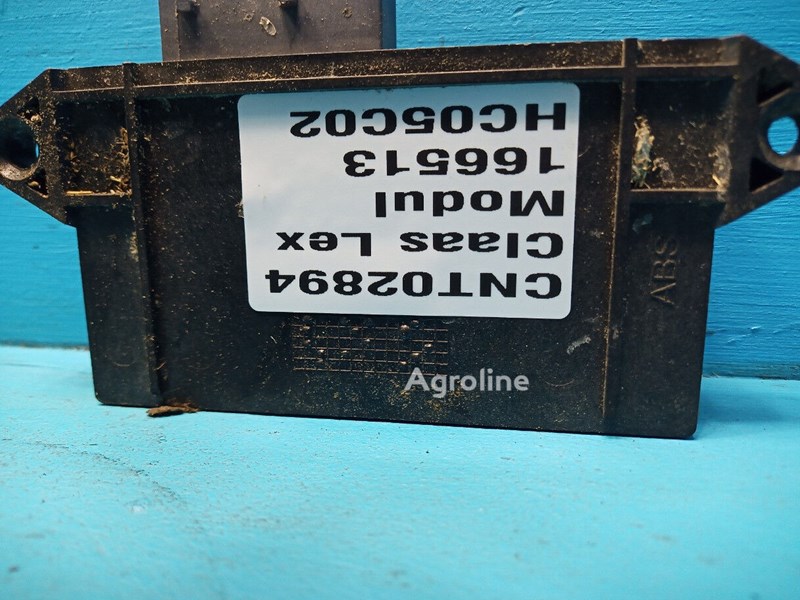 CNT02894
Claas Lex
Modul
166513
HC05C02
ABS
Agroline